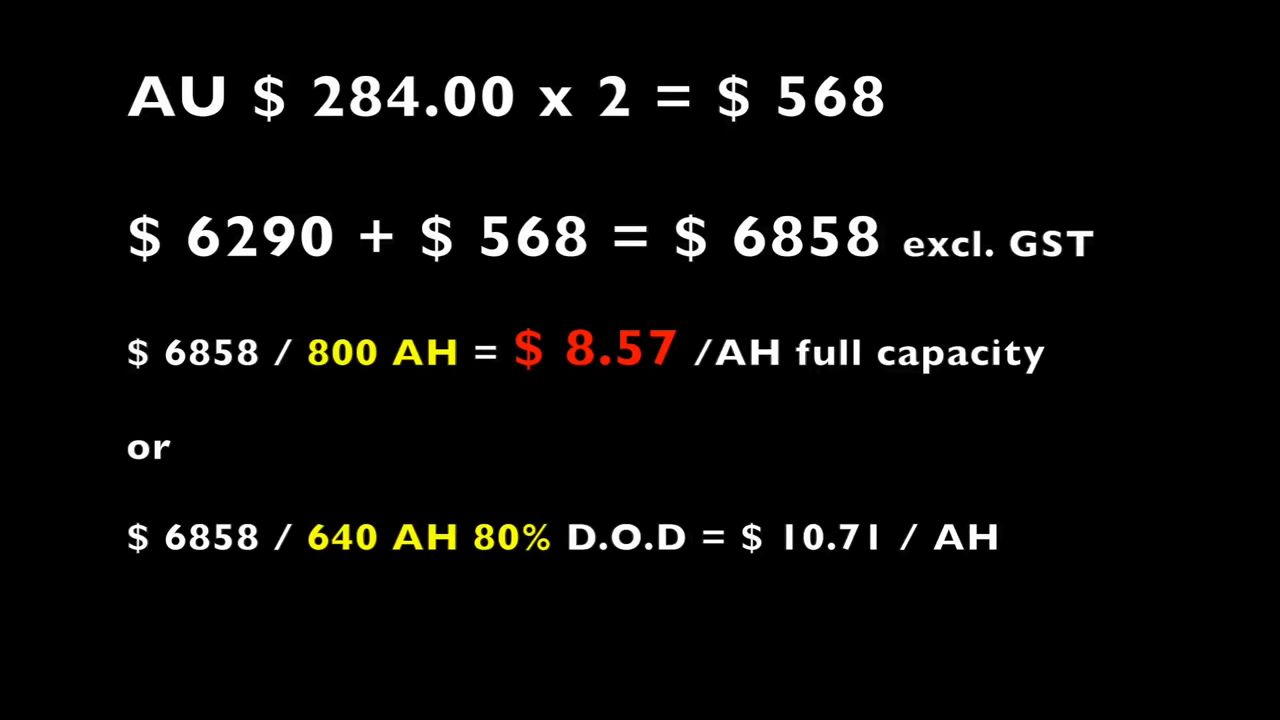 AU $ 284.00 x 2 = $ 568
$ 6290 + $ 568 = $ 6858 excl. GST
$ 6858 / 800 AH = $ 8.57 /AH full capacity
or
$ 6858 / 640 AH 80% D.O.D = $ 10.71 / AH